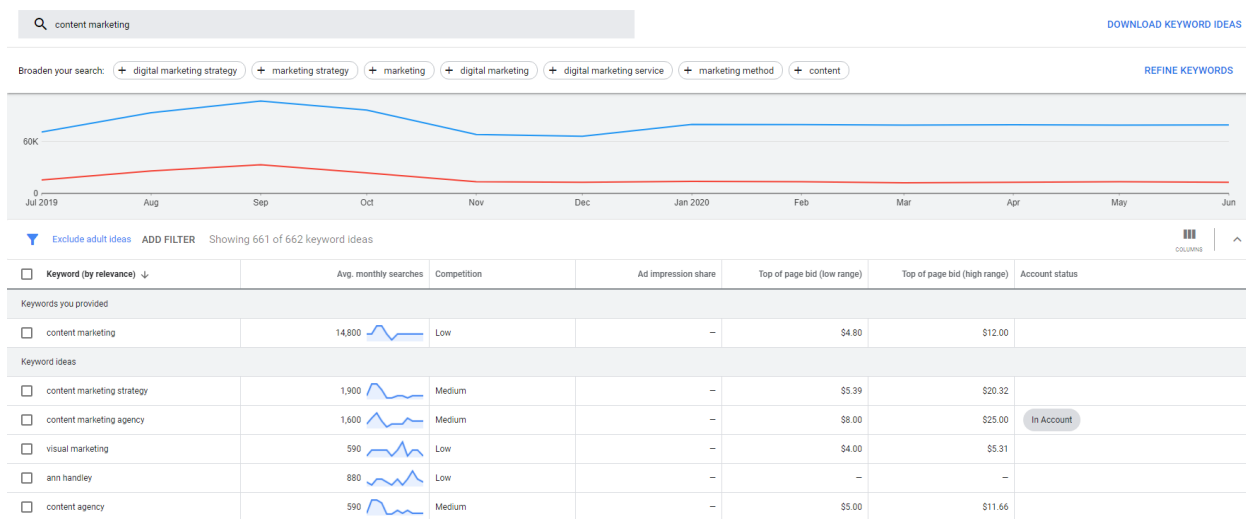 content marketing
DOWNLOAD KEYWORD IDEAS
Broaden your search: + digital marketing strategy + marketing strategy + marketing + digital marketing + digital marketing service + marketing method + content
REFINE KEYWORDS
60K
0
Jul 2019 Aug Sep Oct Nov Dec Jan 2020 Feb Mar Apr May Jun
Exclude adult ideas ADD FILTER Showing 661 of 662 keyword ideas
COLUMNS
Keyword (by relevance) ↓ Avg. monthly searches Competition Ad impression share Top of page bid (low range) Top of page bid (high range) Account status
Keywords you provided
content marketing 14,800 Low – $4.80 $12.00
Keyword ideas
content marketing strategy 1,900 Medium – $5.39 $20.32
content marketing agency 1,600 Medium – $8.00 $25.00 In Account
visual marketing 590 Low – $4.00 $5.31
ann handley 880 Low – – –
content agency 590 Medium – $5.00 $11.66